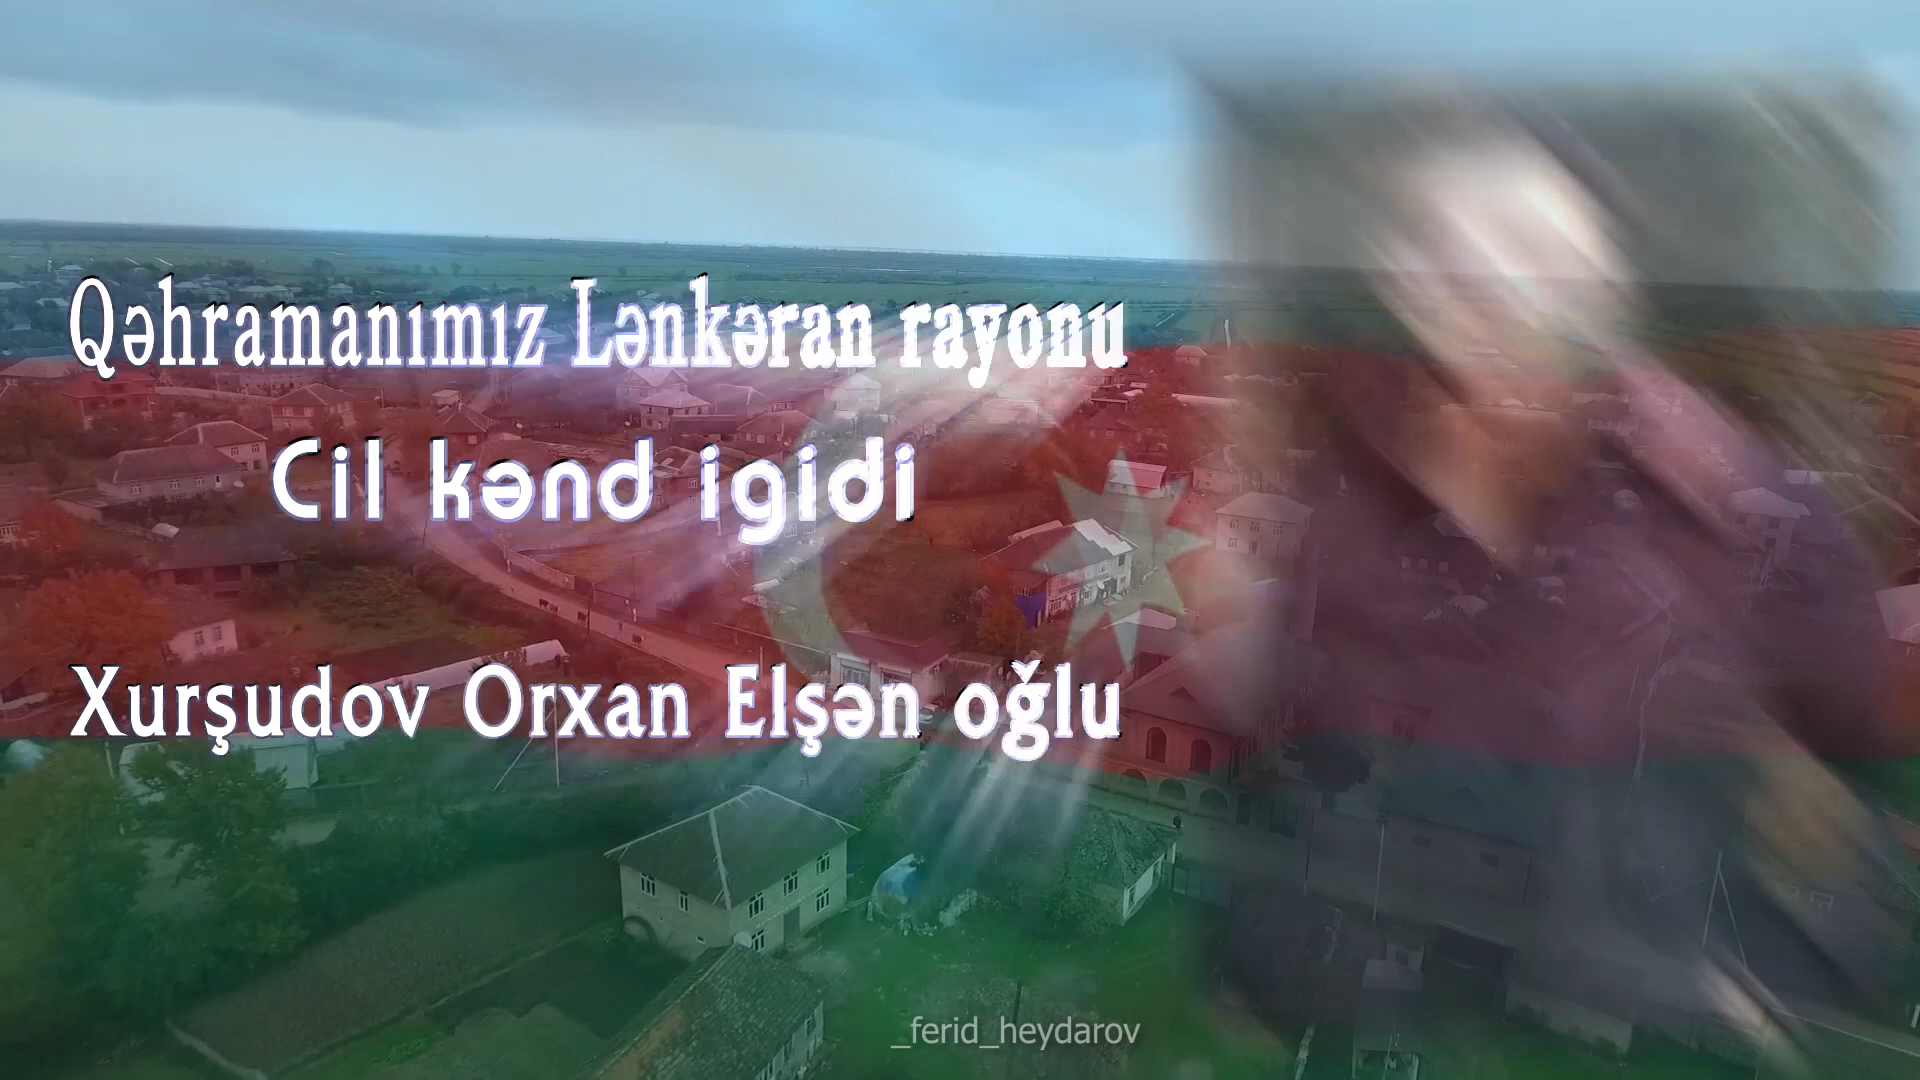 Qəhramanımız Lənkəran rayonu
Cil kənd igidi
Xurşudov Orxan Elşən oğlu
_ferid_heydarov